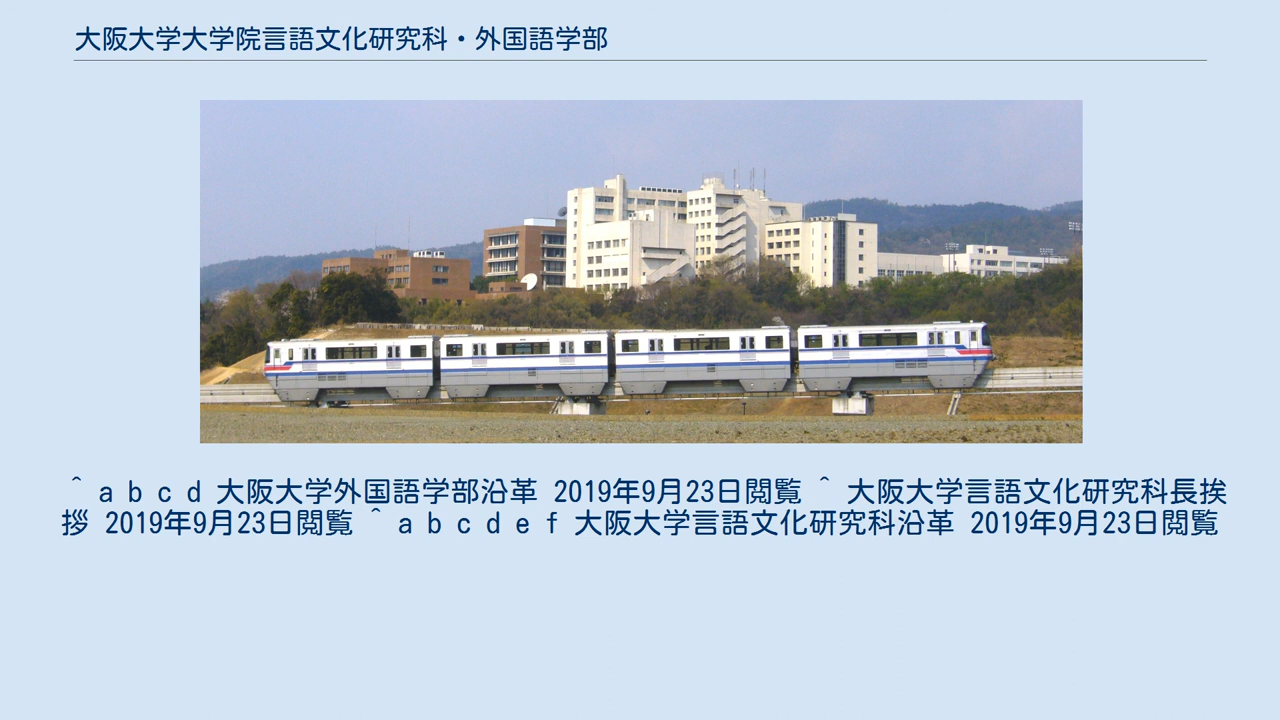 大阪大学大学院言語文化研究科・外国語学部
^ a b c d 大阪大学外国語学部沿革 2019年9月23日閲覧 ^ 大阪大学言語文化研究科長挨
拶 2019年9月23日閲覧 ^ a b c d e f 大阪大学言語文化研究科沿革 2019年9月23日閲覧